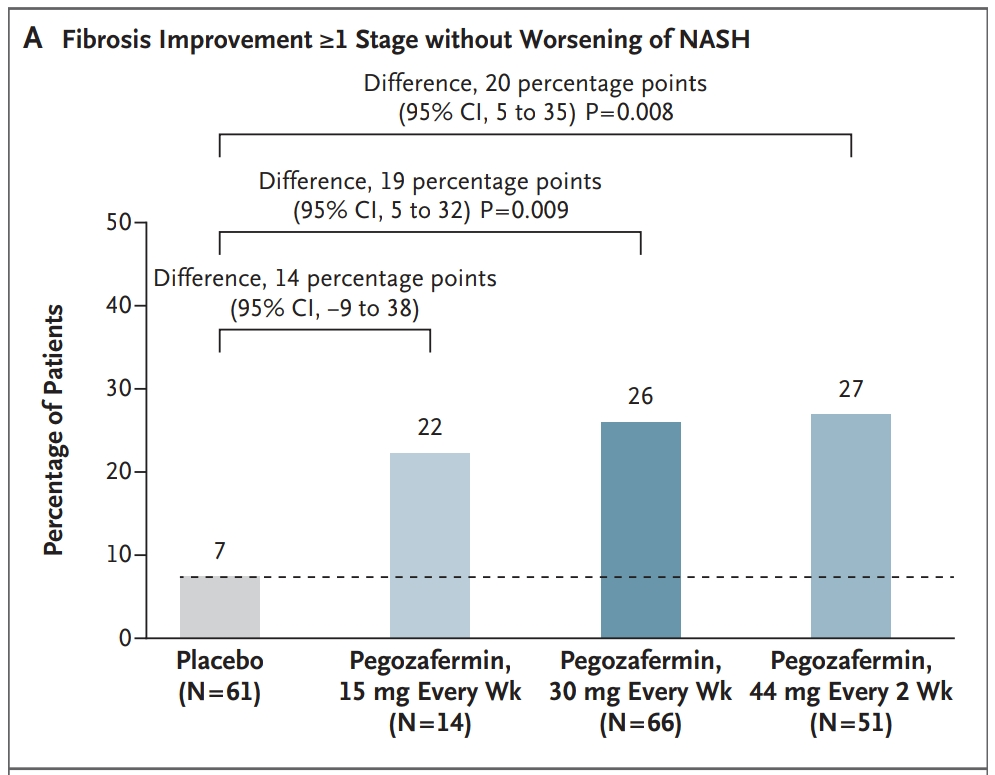 A Fibrosis Improvement ≥1 Stage without Worsening of NASH
Difference, 20 percentage points
(95% CI, 5 to 35) P=0.008
Difference, 19 percentage points
(95% CI, 5 to 32) P=0.009
Difference, 14 percentage points
(95% CI, −9 to 38)
Percentage of Patients
50
40
30
20
10
0
7
22
26
27
Placebo
(N=61)
Pegozafermin,
15 mg Every Wk
(N=14)
Pegozafermin,
30 mg Every Wk
(N=66)
Pegozafermin,
44 mg Every 2 Wk
(N=51)